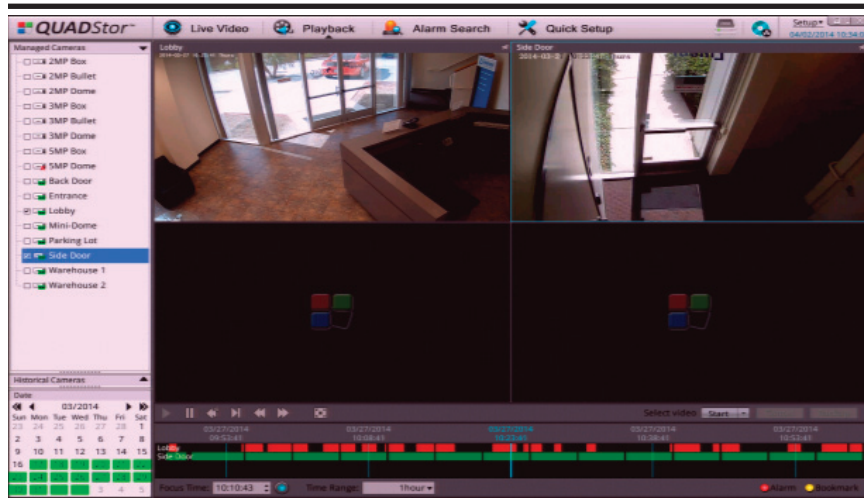 QUADStor
Live Video
Playback
Alarm Search
Quick Setup
Setup
Managed Cameras
2MP Box
2MP Bullet
2MP Dome
3MP Box
3MP Bullet
3MP Dome
5MP Box
5MP Dome
Back Door
Entrance
Lobby
Mini-Dome
Parking Lot
Side Door
Warehouse 1
Warehouse 2
Lobby
Side Door
Historical Cameras
Date
03/2014
Sun Mon Tue Wed Thu Fri Sat
23 24 25 26 27 28 1
2 3 4 5 6 7 8
9 10 11 12 13 14 15
16
3 4 5
Select video Start
03/27/2014 03/27/2014 03/27/2014 03/27/2014 03/27/2014
09:53:41 10:08:41 10:23:41 10:38:41 10:53:41
Lobby
Side Door
Focus Time: 10:10:43 Time Range: 1hour
Alarm Bookmark